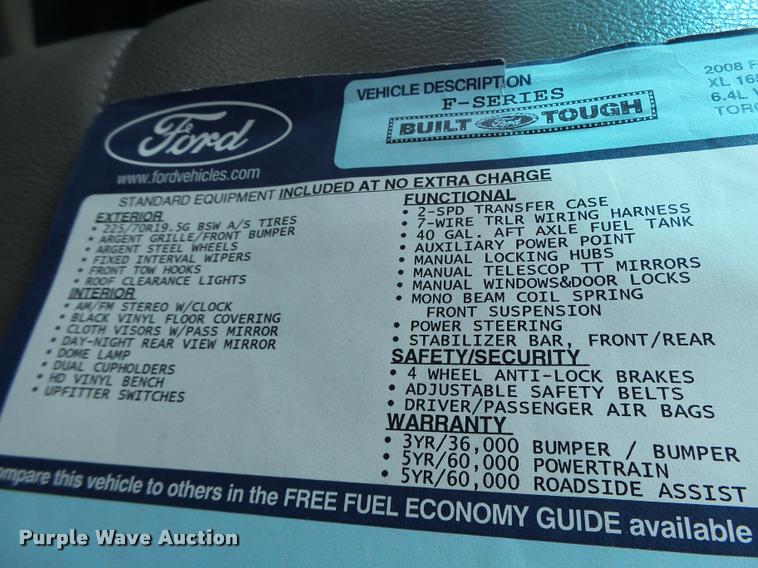 Ford
www.fordvehicles.com
VEHICLE DESCRIPTION
F-SERIES
BUILT Ford TOUGH
2008 F
XL 165
6.4L V
TORQ
STANDARD EQUIPMENT INCLUDED AT NO EXTRA CHARGE
EXTERIOR
• 225/70R19.5G BSW A/S TIRES
• ARGENT GRILLE/FRONT BUMPER
• ARGENT STEEL WHEELS
• FIXED INTERVAL WIPERS
• FRONT TOW HOOKS
• ROOF CLEARANCE LIGHTS
INTERIOR
• AM/FM STEREO W/CLOCK
• BLACK VINYL FLOOR COVERING
• CLOTH VISORS W/PASS MIRROR
• DAY-NIGHT REAR VIEW MIRROR
• DOME LAMP
• DUAL CUPHOLDERS
• HD VINYL BENCH
• UPFITTER SWITCHES
FUNCTIONAL
• 2-SPD TRANSFER CASE
• 7-WIRE TRLR WIRING HARNESS
• 40 GAL. AFT AXLE FUEL TANK
• AUXILIARY POWER POINT
• MANUAL LOCKING HUBS
• MANUAL TELESCOP TT MIRRORS
• MANUAL WINDOWS&DOOR LOCKS
• MONO BEAM COIL SPRING
FRONT SUSPENSION
• POWER STEERING
• STABILIZER BAR, FRONT/REAR
SAFETY/SECURITY
• 4 WHEEL ANTI-LOCK BRAKES
• ADJUSTABLE SAFETY BELTS
• DRIVER/PASSENGER AIR BAGS
WARRANTY
• 3YR/36,000 BUMPER / BUMPER
• 5YR/60,000 POWERTRAIN
• 5YR/60,000 ROADSIDE ASSIST
ompare this vehicle to others in the FREE FUEL ECONOMY GUIDE available
Purple Wave Auction